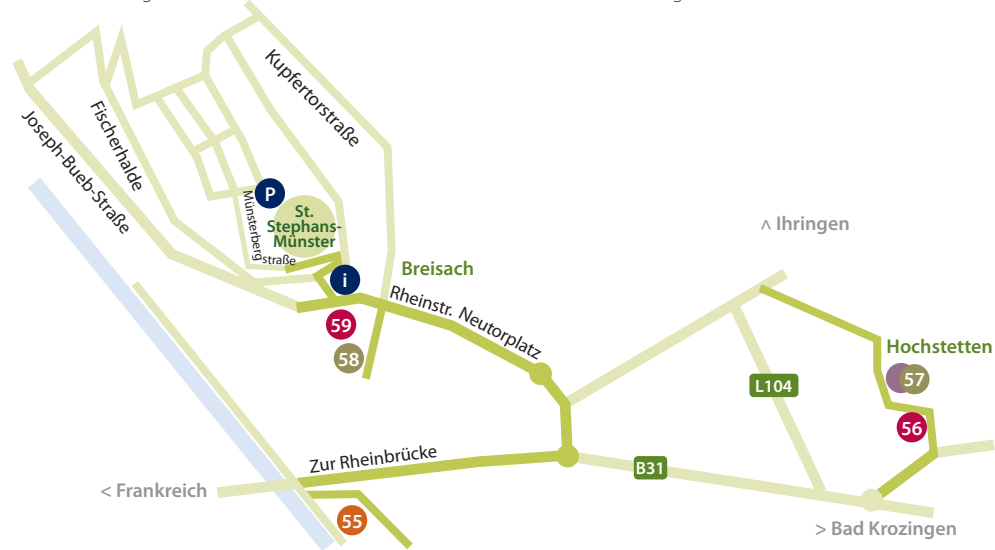 Kupfertorstraße
Fischerhalde
Joseph-Bueb-Straße
P
Münsterberg
straße
St.
Stephans-
Münster
i
Breisach
ʌ Ihringen
Rheinstr. Neutorplatz
59
58
Hochstetten
57
L104
56
Zur Rheinbrücke
B31
< Frankreich
55
> Bad Krozingen